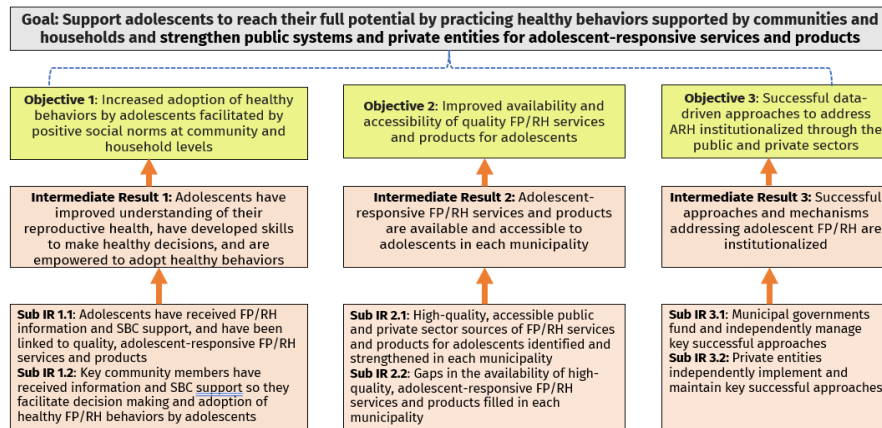 Goal: Support adolescents to reach their full potential by practicing healthy behaviors supported by communities and
households and strengthen public systems and private entities for adolescent-responsive services and products
Objective 1: Increased adoption of healthy
behaviors by adolescents facilitated by
positive social norms at community and
household levels
Objective 2: Improved availability and
accessibility of quality FP/RH services
and products for adolescents
Objective 3: Successful data-
driven approaches to address
ARH institutionalized through the
public and private sectors
Intermediate Result 1: Adolescents have
improved understanding of their
reproductive health, have developed skills
to make healthy decisions, and are
empowered to adopt healthy behaviors
Intermediate Result 2: Adolescent-
responsive FP/RH services and products
are available and accessible to
adolescents in each municipality
Intermediate Result 3: Successful
approaches and mechanisms
addressing adolescent FP/RH are
institutionalized
Sub IR 1.1: Adolescents have received FP/RH
information and SBC support, and have been
linked to quality, adolescent-responsive FP/RH
services and products
Sub IR 1.2: Key community members have
received information and SBC support so they
facilitate decision making and adoption of
healthy FP/RH behaviors by adolescents
Sub IR 2.1: High-quality, accessible public
and private sector sources of FP/RH services
and products for adolescents identified and
strengthened in each municipality
Sub IR 2.2: Gaps in the availability of high-
quality, adolescent-responsive FP/RH
services and products filled in each
municipality
Sub IR 3.1: Municipal governments
fund and independently manage
key successful approaches
Sub IR 3.2: Private entities
independently implement and
maintain key successful approaches